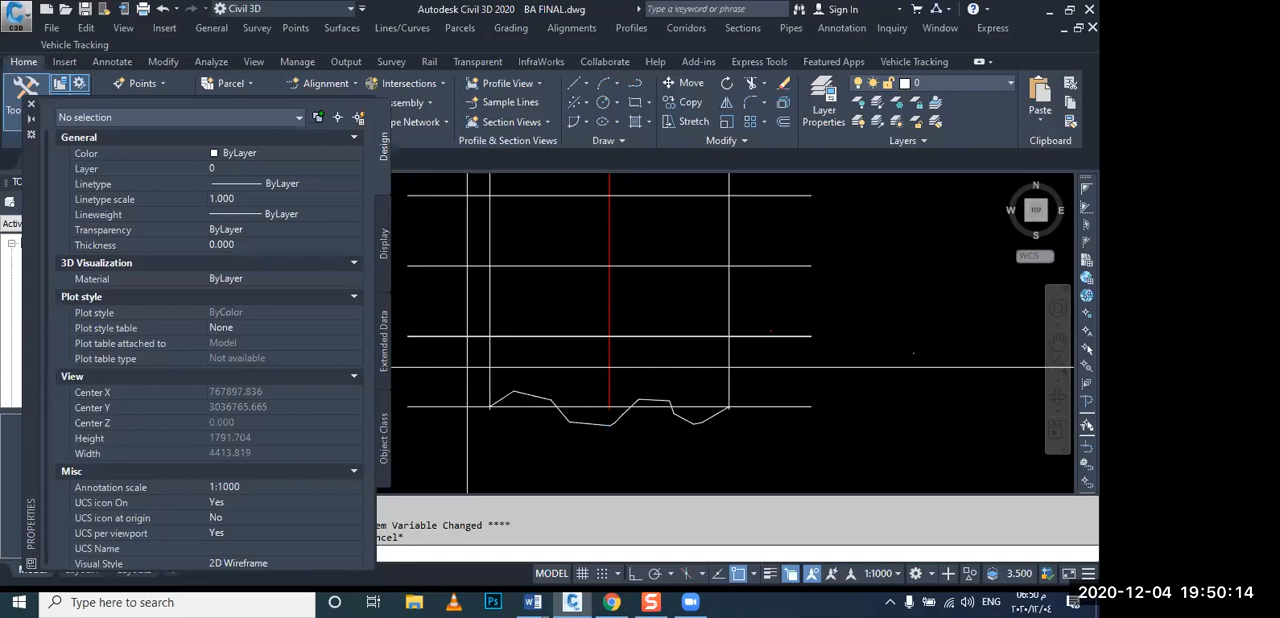 Civil 3D
Autodesk Civil 3D 2020 BA FINAL.dwg
Type a keyword or phrase
Sign In
C3D
File Edit View Insert General Survey Points Surfaces Lines/Curves Parcels Grading Alignments Profiles Corridors Sections Pipes Annotation Inquiry Window Express
Vehicle Tracking
Home Insert Annotate Modify Analyze View Manage Output Survey Rail Transparent InfraWorks Collaborate Help Add-ins Express Tools Featured Apps Vehicle Tracking
Points Parcel Alignment Intersections Profile View Move 0
Sample Lines Copy
Section Views Stretch
Layer Properties
Paste
Profile & Section Views Draw Modify Layers Clipboard
No selection
General
Color ByLayer
Layer 0
Linetype ByLayer
Linetype scale 1.000
Lineweight ByLayer
Transparency ByLayer
Thickness 0.000
3D Visualization
Material ByLayer
Plot style
Plot style ByColor
Plot style table None
Plot table attached to Model
Plot table type Not available
View
Center X 767897.836
Center Y 3036765.665
Center Z 0.000
Height 1791.704
Width 4413.819
Misc
Annotation scale 1:1000
UCS icon On Yes
UCS icon at origin No
UCS per viewport Yes
UCS Name
Visual Style 2D Wireframe
Design
Display
Extended Data
Object Class
PROPERTIES
N
W TOP E
S
WCS
em Variable Changed ****
ncel*
MODEL 1:1000 3.500
Type here to search
ENG
2020-12-04 19:50:14